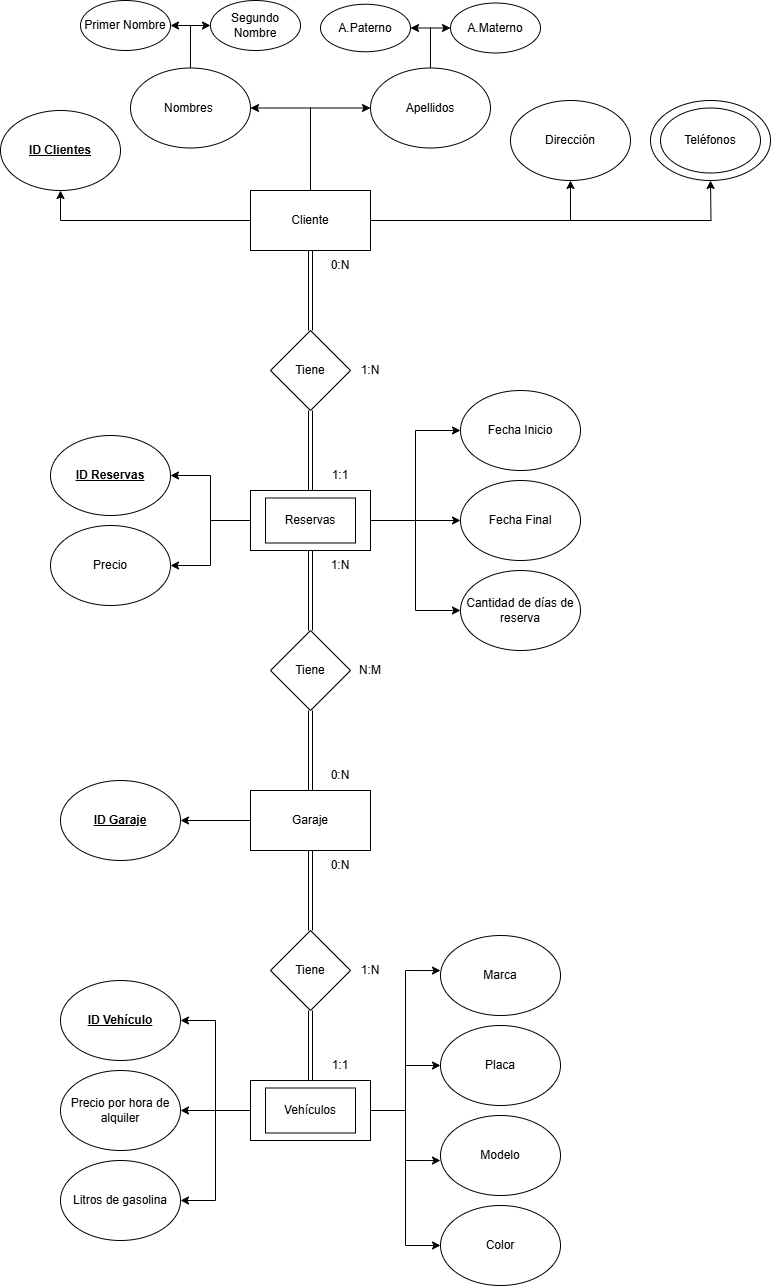 Primer Nombre
Segundo
Nombre
A.Paterno
A.Materno
Nombres
Apellidos
ID Clientes
Dirección
Teléfonos
Cliente
0:N
Tiene
1:N
Fecha Inicio
ID Reservas
1:1
Reservas
Fecha Final
Precio
1:N
Cantidad de días de
reserva
Tiene
N:M
0:N
ID Garaje
Garaje
0:N
Tiene
1:N
Marca
ID Vehículo
1:1
Placa
Precio por hora de
alquiler
Vehículos
Modelo
Litros de gasolina
Color